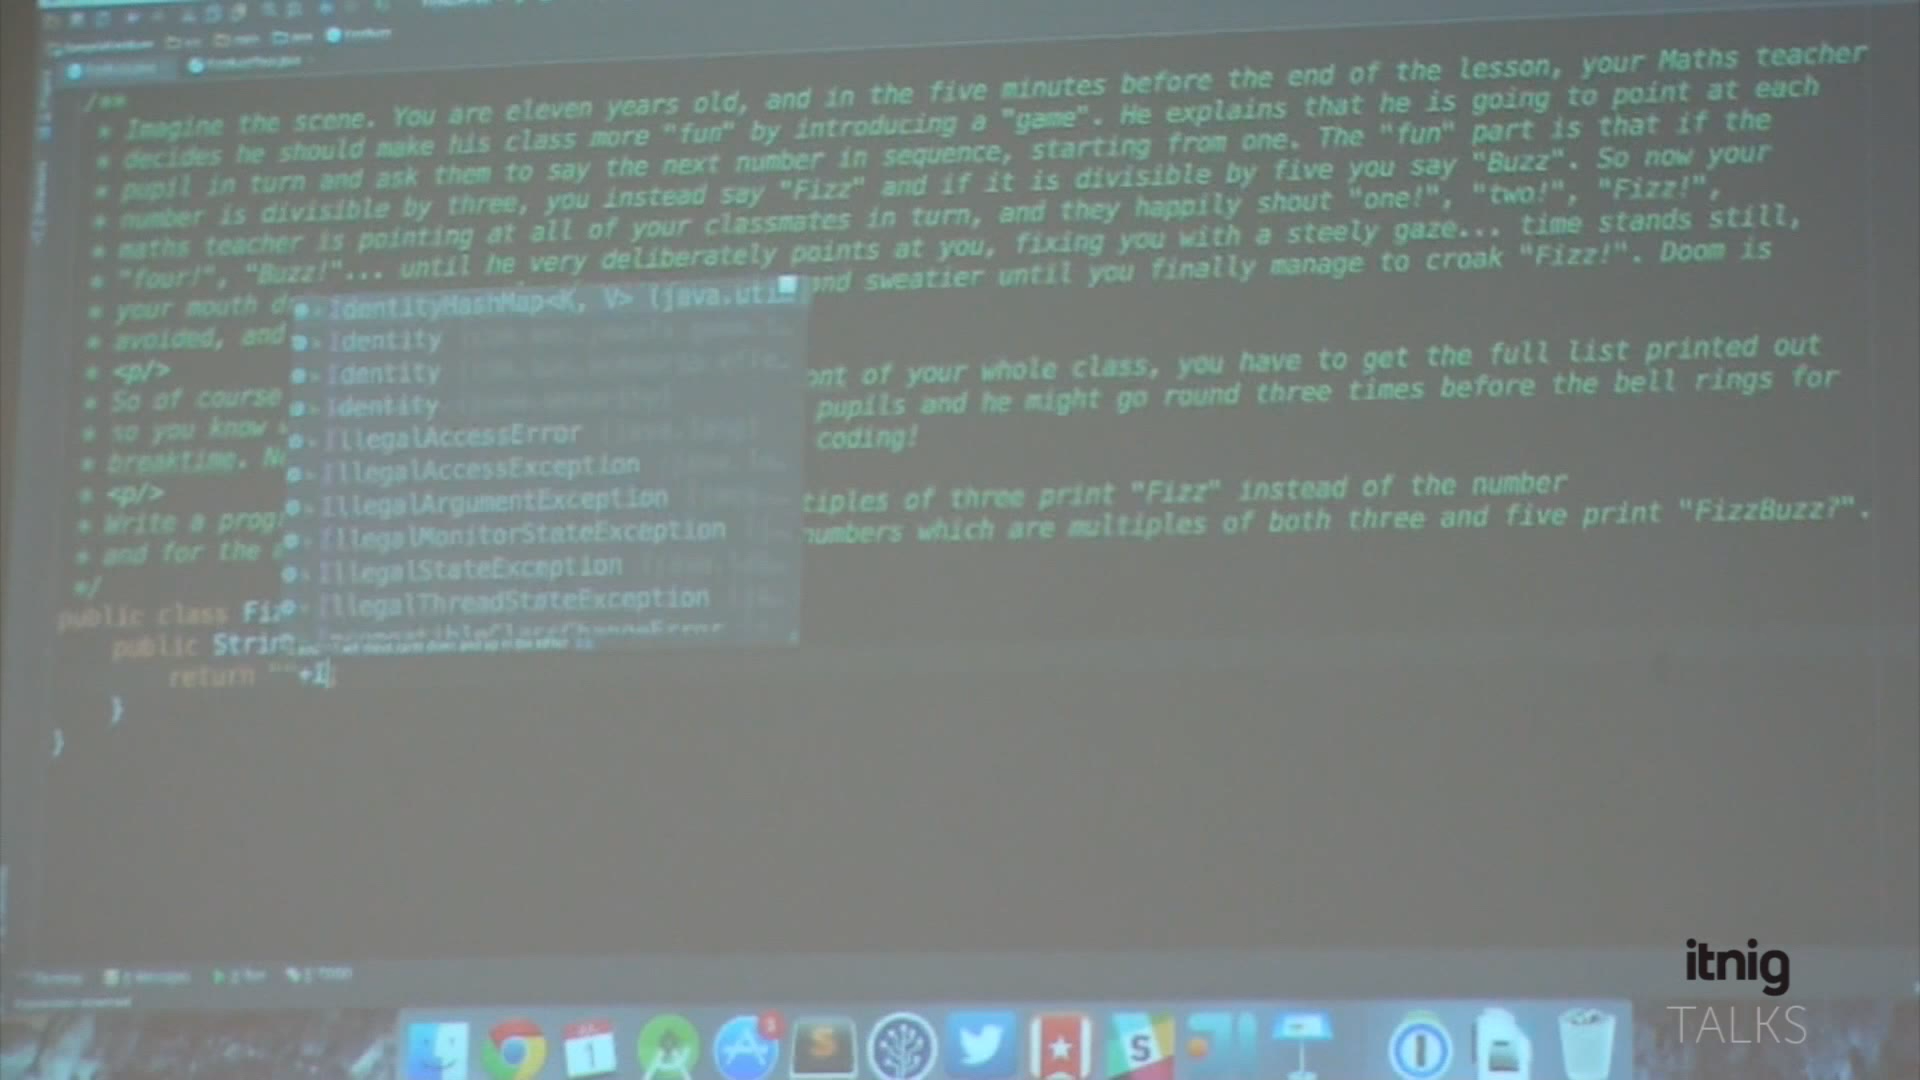 /**
* Imagine the scene. You are eleven years old, and in the five minutes before the end of the lesson, your Maths teacher
* decides he should make his class more "fun" by introducing a "game". He explains that he is going to point at each
* pupil in turn and ask them to say the next number in sequence, starting from one. The "fun" part is that if the
* number is divisible by three, you instead say "Fizz" and if it is divisible by five you say "Buzz". So now your
* maths teacher is pointing at all of your classmates in turn, and they happily shout "one!", "two!", "Fizz!",
* "four!", "Buzz!"... until he very deliberately points at you, fixing you with a steely gaze... time stands still,
* your mouth and sweatier until you finally manage to croak "Fizz!". Doom is
* avoided, and
* <p/>
* So of course ont of your whole class, you have to get the full list printed out
* so you know pupils and he might go round three times before the bell rings for
* breaktime. coding!
* <p/>
* Write a prog tiples of three print "Fizz" instead of the number
* and for the numbers which are multiples of both three and five print "FizzBuzz?".
*/
public class Fiz
public String
return ""+I
}
}
IdentityHashMap<K, V> (java.uti
Identity
Identity
Identity
IllegalAccessError
IllegalAccessException
IllegalArgumentException
IllegalMonitorStateException
IllegalStateException
IllegalThreadStateException
IncompatibleClassChangeError
1
S
S
itnig
TALKS